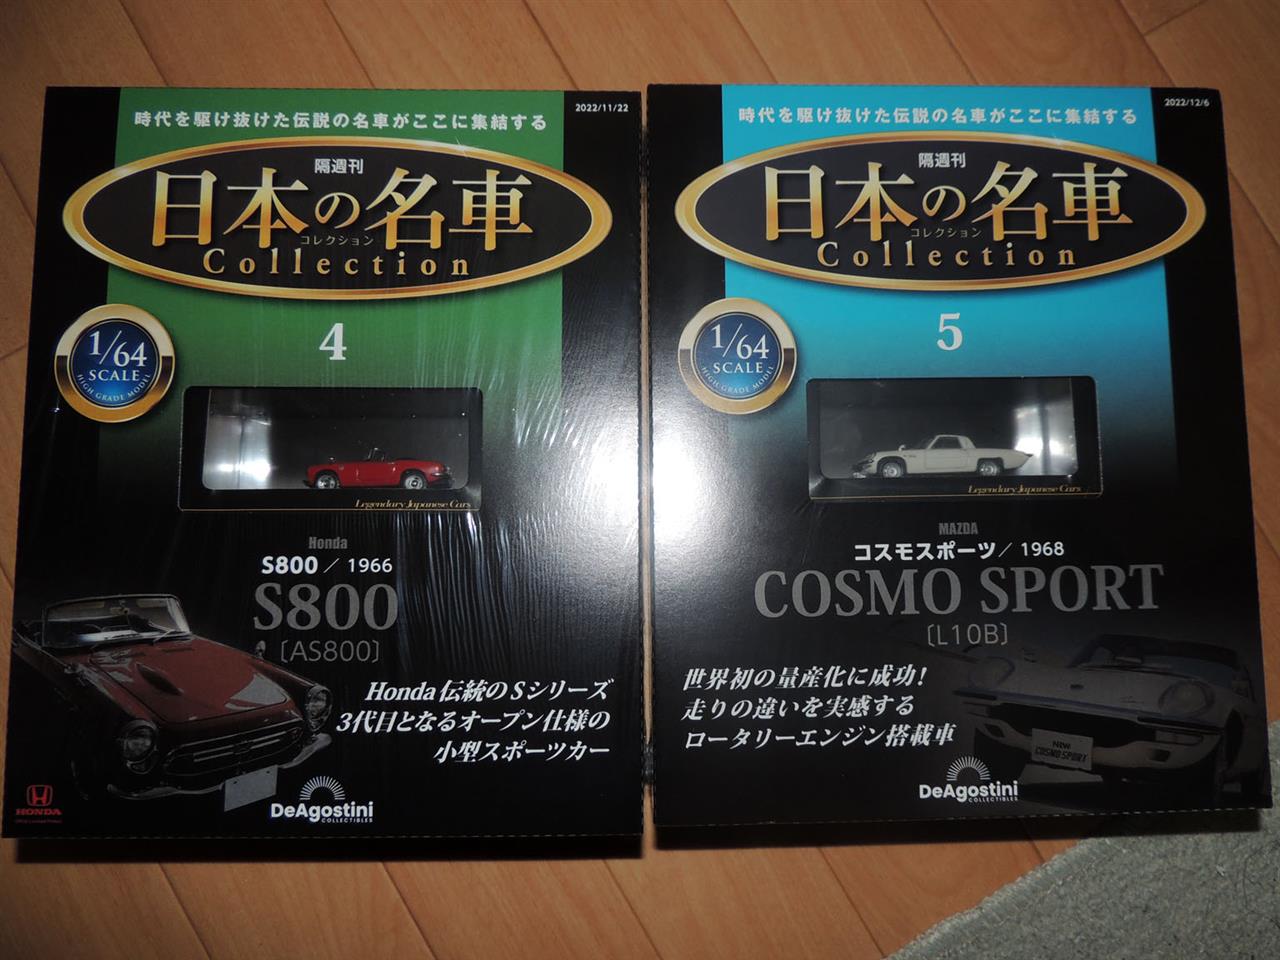 2022/11/22
時代を駆け抜けた伝説の名車がここに集結する
隔週刊
日本の名車
コレクション
Collection
4
1/64
SCALE
HIGH GRADE MODEL
Legendary Japanese Cars
Honda
S800 / 1966
S800
〔AS800〕
Honda伝統のSシリーズ
3代目となるオープン仕様の
小型スポーツカー
HONDA
DeAgostini
COLLECTIBLES
2022/12/6
時代を駆け抜けた伝説の名車がここに集結する
隔週刊
日本の名車
コレクション
Collection
5
1/64
SCALE
HIGH GRADE MODEL
Legendary Japanese Cars
MAZDA
コスモスポーツ / 1968
COSMO SPORT
〔L10B〕
世界初の量産化に成功!
走りの違いを実感する
ロータリーエンジン搭載車
New
COSMO SPORT
DeAgostini
COLLECTIBLES